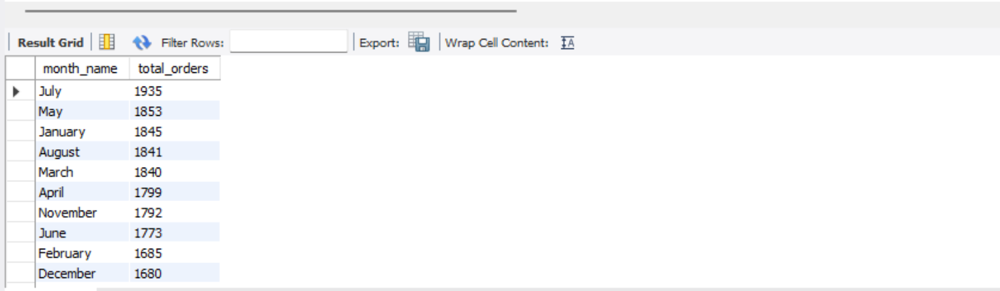 Result Grid Filter Rows: Export: Wrap Cell Content: IA
month_name total_orders
July 1935
May 1853
January 1845
August 1841
March 1840
April 1799
November 1792
June 1773
February 1685
December 1680